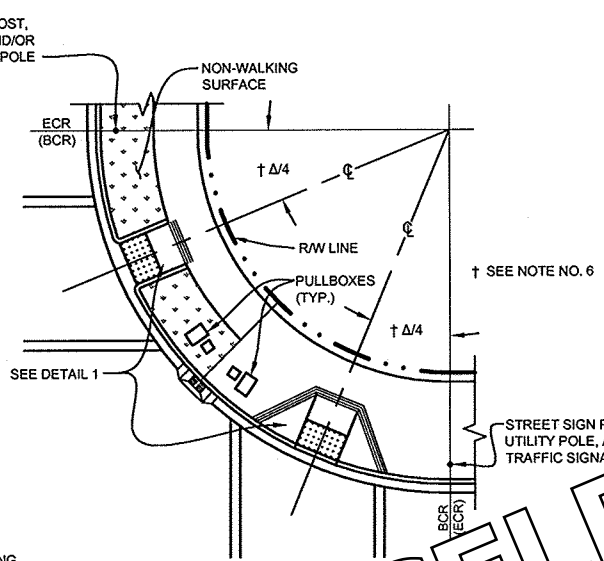 OST,
ID/OR
POLE
NON-WALKING
SURFACE
ECR
(BCR)
† Δ/4
℄
℄
R/W LINE
† SEE NOTE NO. 6
PULLBOXES
(TYP.)
† Δ/4
SEE DETAIL 1
STREET SIGN P
UTILITY POLE, A
TRAFFIC SIGNA
BCR
(ECR)